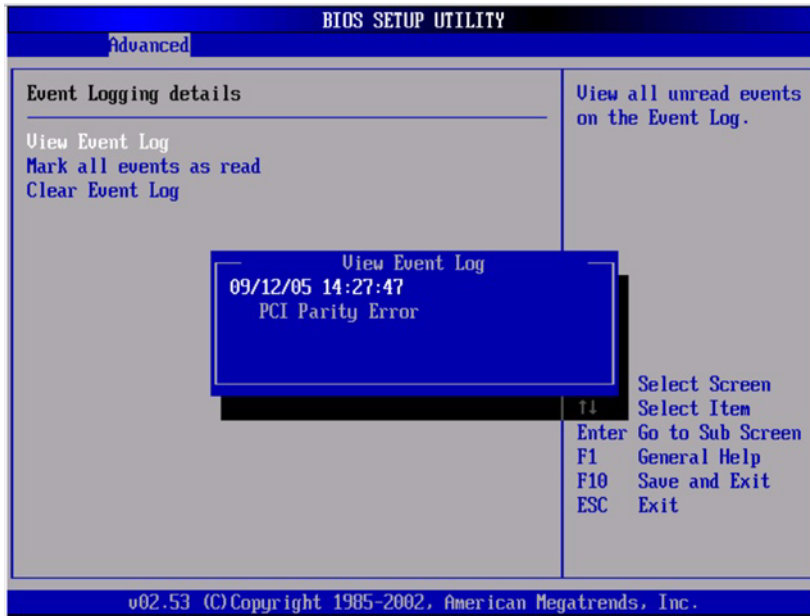 BIOS SETUP UTILITY
Advanced
Event Logging details
View Event Log
Mark all events as read
Clear Event Log
View all unread events
on the Event Log.
View Event Log
09/12/05 14:27:47
PCI Parity Error
Select Screen
↑↓ Select Item
Enter Go to Sub Screen
F1 General Help
F10 Save and Exit
ESC Exit
v02.53 (C)Copyright 1985-2002, American Megatrends, Inc.